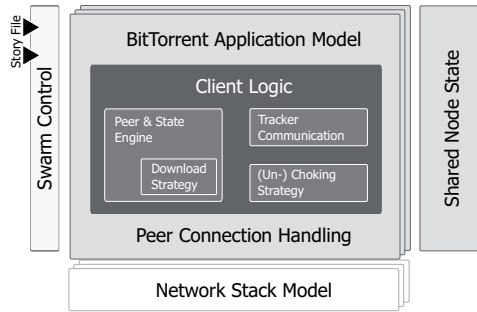 Story File
Swarm Control
BitTorrent Application Model
Client Logic
Peer & State
Engine
Download
Strategy
Tracker
Communication
(Un-) Choking
Strategy
Peer Connection Handling
Shared Node State
Network Stack Model